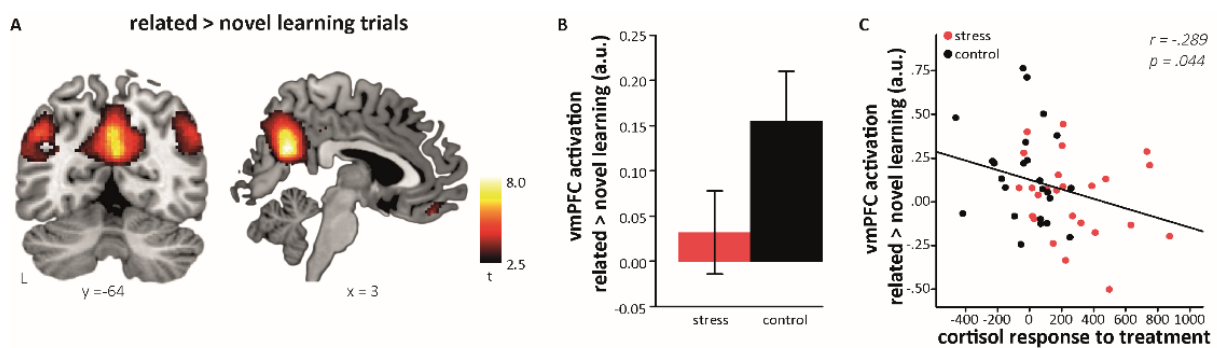 A
related > novel learning trials
L
y =-64
x = 3
8.0
2.5
t
B
vmPFC activation
related > novel learning (a.u.)
0.25
0.20
0.15
0.10
0.05
0.00
-0.05
stress
control
C
stress
control
r = -.289
p = .044
vmPFC activation
related > novel learning (a.u.)
.75
.50
.25
.00
-.25
-.50
-400 -200 0 200 400 600 800 1000
cortisol response to treatment